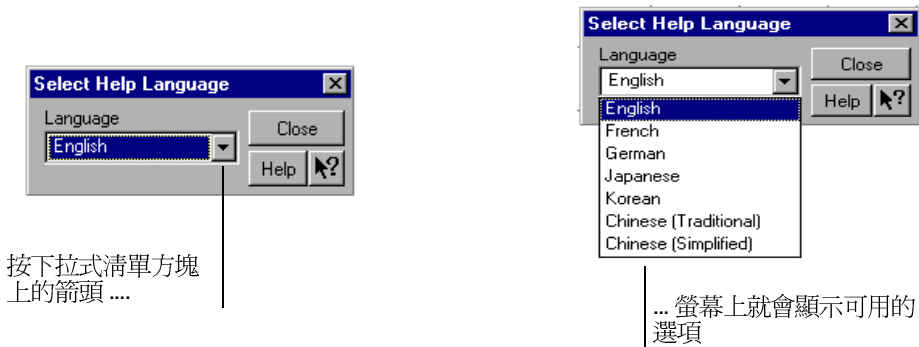 Select Help Language
Language
English
Close
Help
按下拉式清單方塊
上的箭頭 ....
Select Help Language
Language
English
Close
Help
English
French
German
Japanese
Korean
Chinese (Traditional)
Chinese (Simplified)
... 螢幕上就會顯示可用的
選項